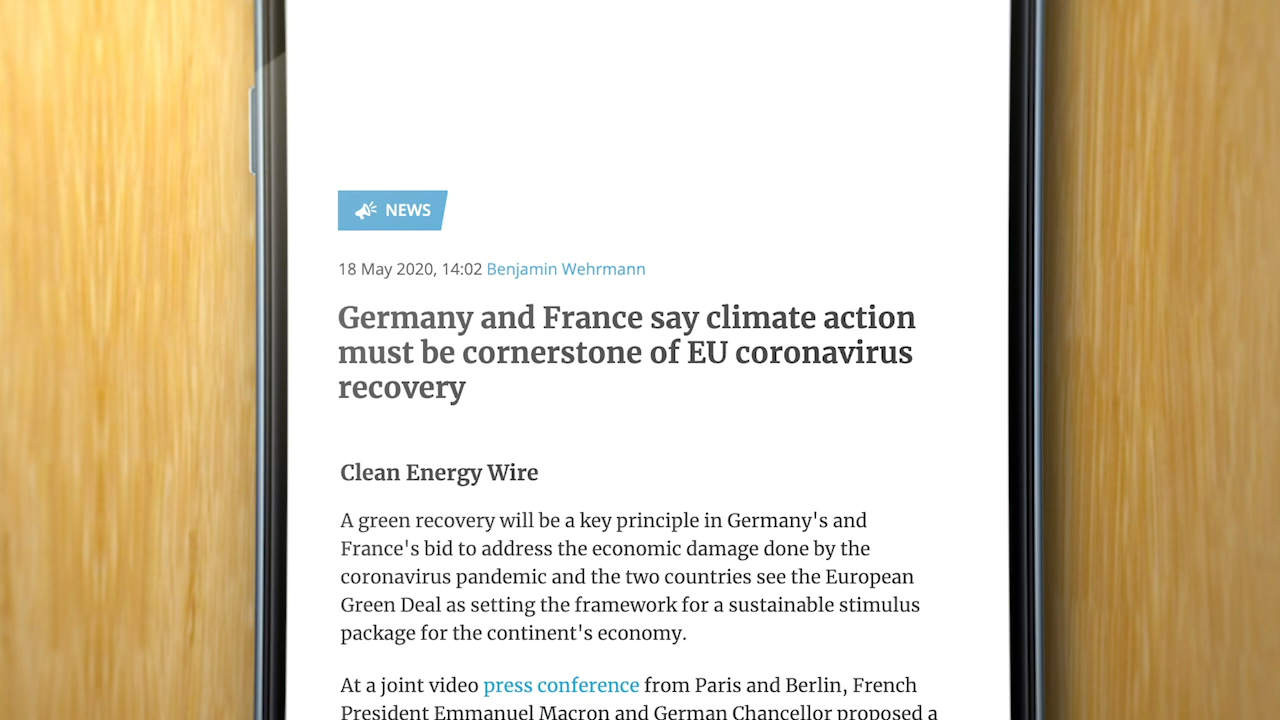 NEWS
18 May 2020, 14:02 Benjamin Wehrmann
Germany and France say climate action
must be cornerstone of EU coronavirus
recovery
Clean Energy Wire
A green recovery will be a key principle in Germany's and
France's bid to address the economic damage done by the
coronavirus pandemic and the two countries see the European
Green Deal as setting the framework for a sustainable stimulus
package for the continent's economy.
At a joint video press conference from Paris and Berlin, French
President Emmanuel Macron and German Chancellor proposed a